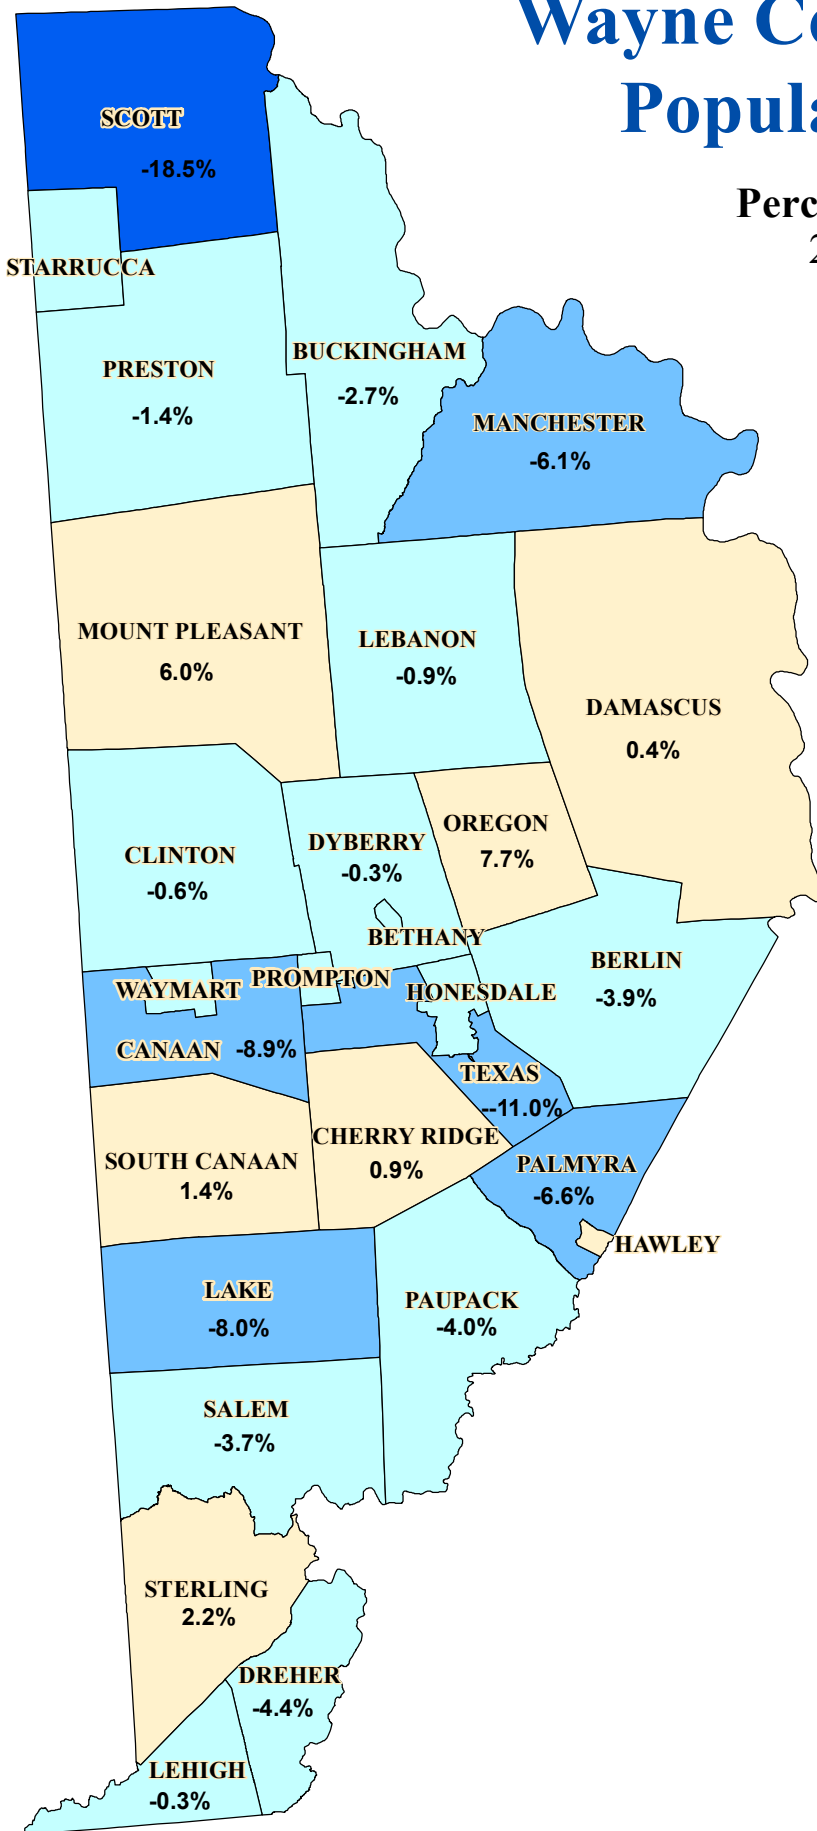 Wayne Co
Popula
Perc
2
SCOTT
-18.5%
STARRUCCA
BUCKINGHAM
-2.7%
PRESTON
-1.4%
MANCHESTER
-6.1%
MOUNT PLEASANT
6.0%
LEBANON
-0.9%
DAMASCUS
0.4%
CLINTON
-0.6%
DYBERRY
-0.3%
OREGON
7.7%
BETHANY
BERLIN
-3.9%
WAYMART
PROMPTON
HONESDALE
CANAAN -8.9%
TEXAS
--11.0%
CHERRY RIDGE
0.9%
SOUTH CANAAN
1.4%
PALMYRA
-6.6%
HAWLEY
LAKE
-8.0%
PAUPACK
-4.0%
SALEM
-3.7%
STERLING
2.2%
DREHER
-4.4%
LEHIGH
-0.3%